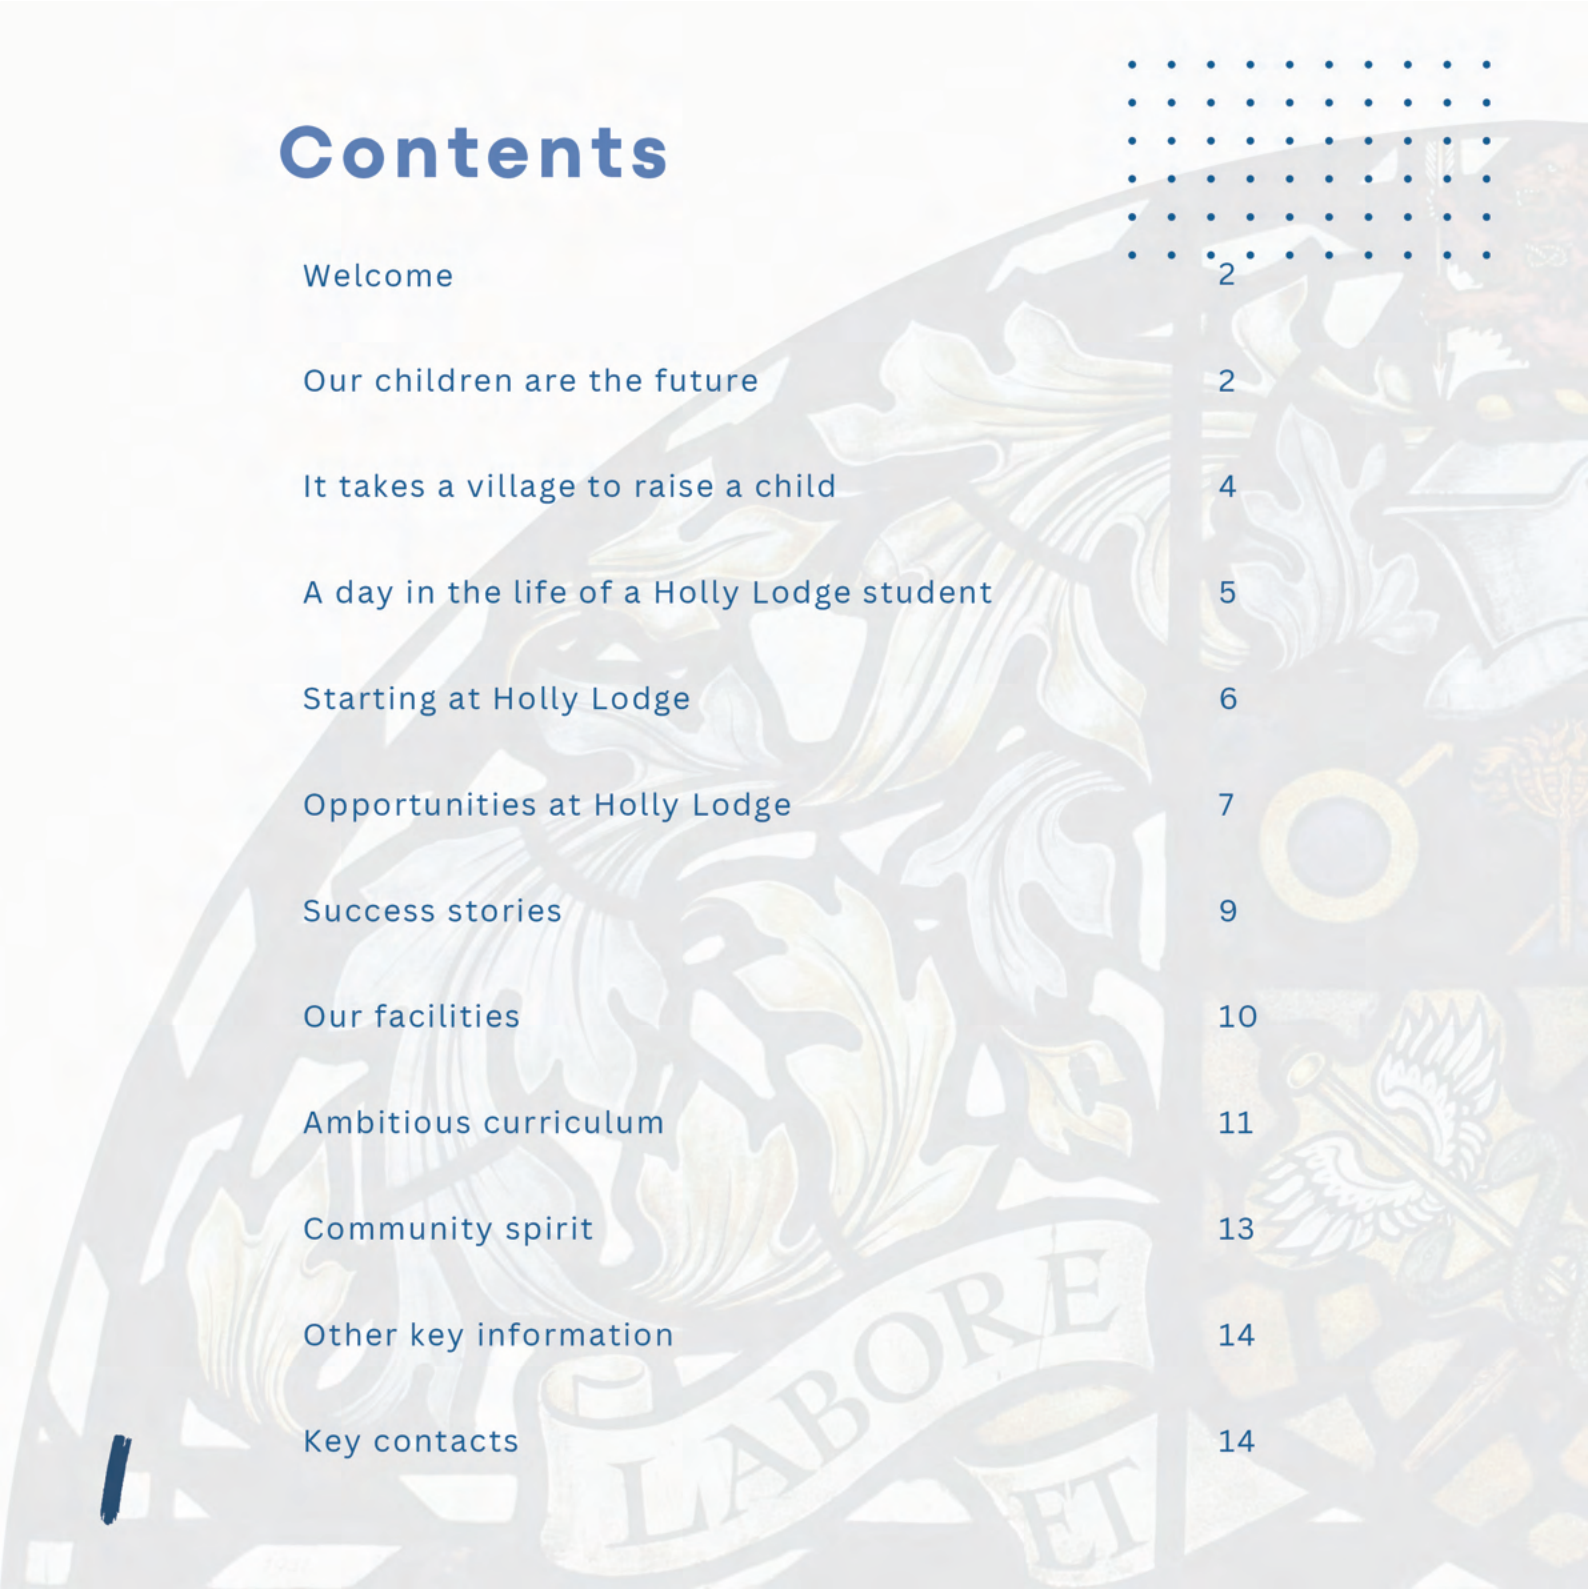 Contents
Welcome 2
Our children are the future 2
It takes a village to raise a child 4
A day in the life of a Holly Lodge student 5
Starting at Holly Lodge 6
Opportunities at Holly Lodge 7
Success stories 9
Our facilities 10
Ambitious curriculum 11
Community spirit 13
Other key information 14
Key contacts 14
LABORE
ET